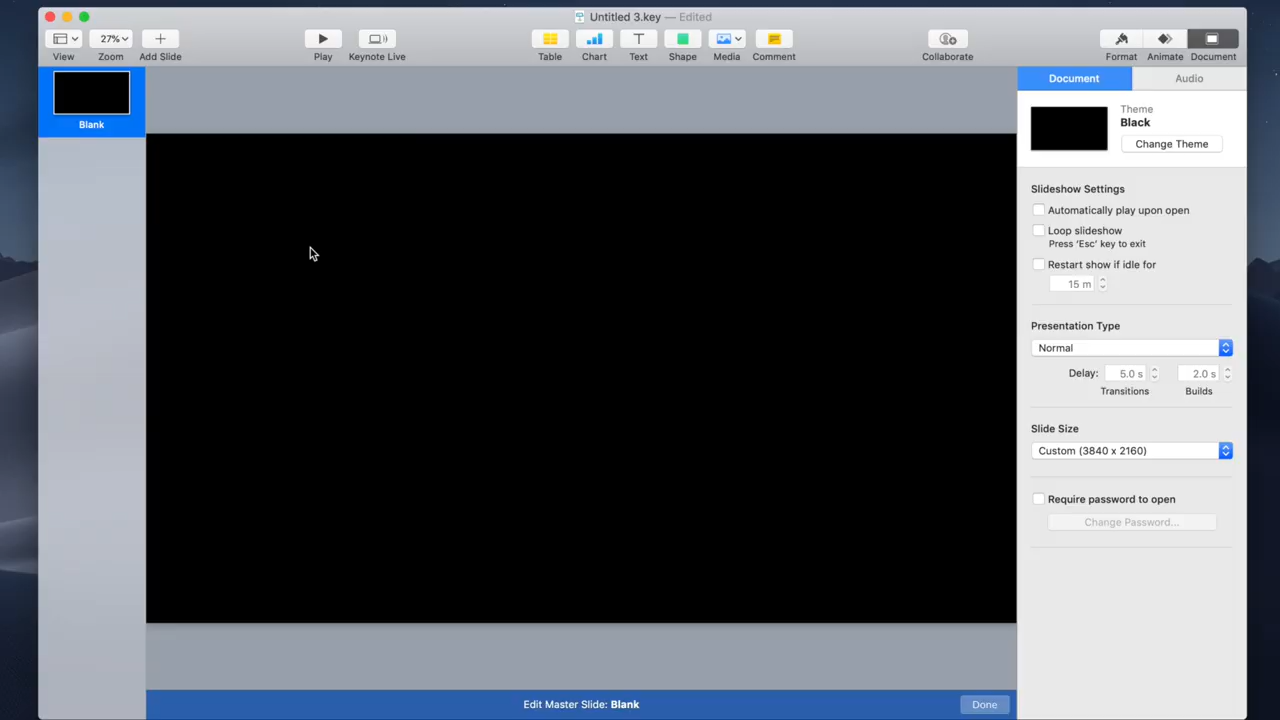 Untitled 3.key — Edited
27%
View
Zoom
Add Slide
Play
Keynote Live
Table
Chart
Text
Shape
Media
Comment
Collaborate
Format
Animate
Document
Blank
Document
Audio
Theme
Black
Change Theme
Slideshow Settings
Automatically play upon open
Loop slideshow
Press ‘Esc’ key to exit
Restart show if idle for
15 m
Presentation Type
Normal
Delay: 5.0 s 2.0 s
Transitions Builds
Slide Size
Custom (3840 x 2160)
Require password to open
Change Password...
Edit Master Slide: Blank
Done